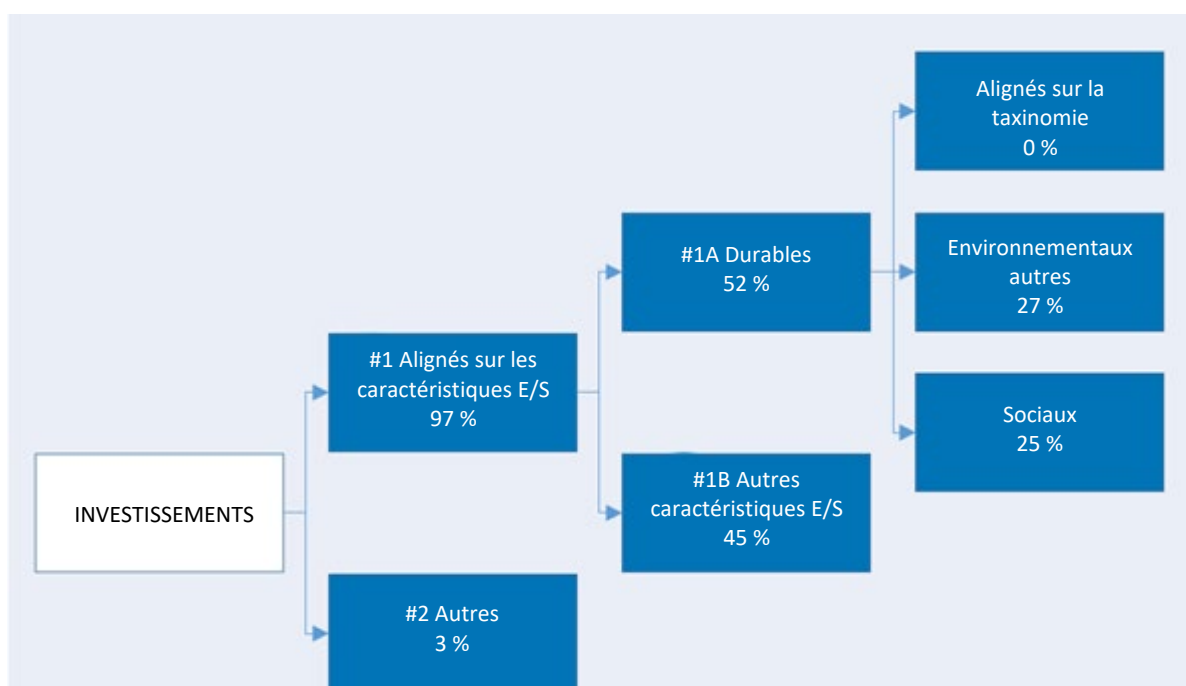 INVESTISSEMENTS
#1 Alignés sur les
caractéristiques E/S
97 %
#2 Autres
3 %
#1A Durables
52 %
#1B Autres
caractéristiques E/S
45 %
Alignés sur la
taxinomie
0 %
Environnementaux
autres
27 %
Sociaux
25 %